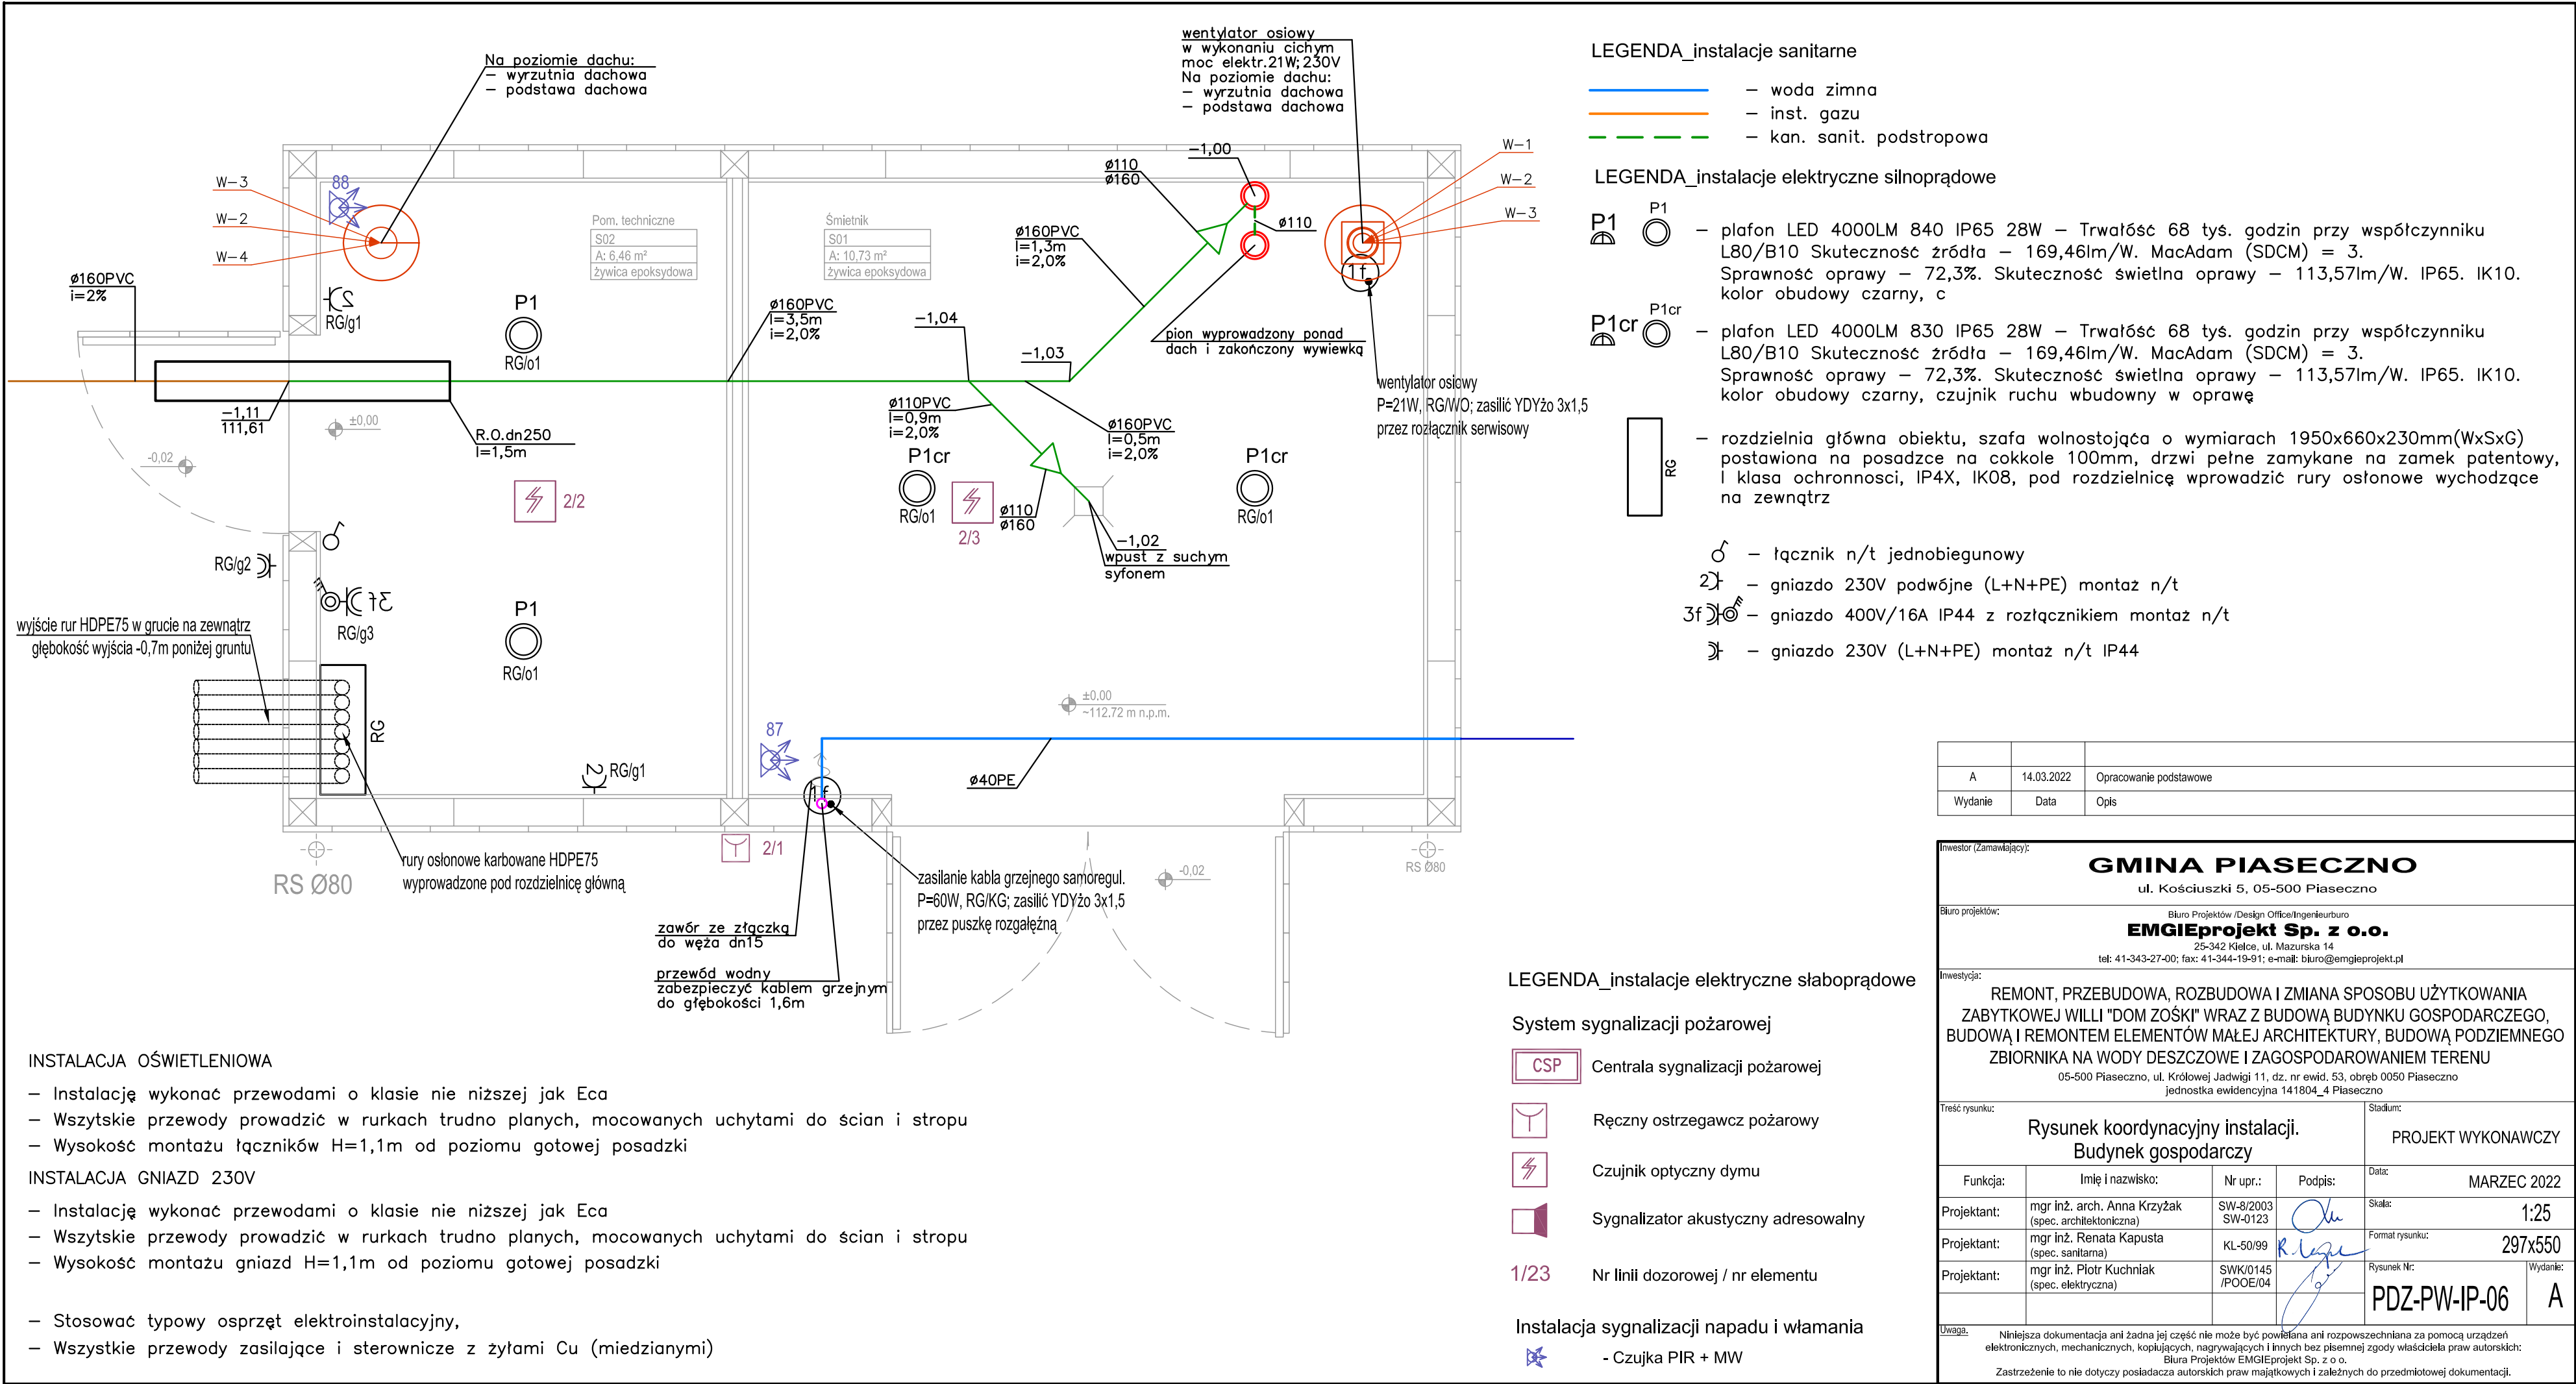 Na poziomie dachu:
– wyrzutnia dachowa
– podstawa dachowa
wentylator osiowy
w wykonaniu cichym
moc elektr.21W;230V
Na poziomie dachu:
– wyrzutnia dachowa
– podstawa dachowa
W–3
W–2
W–4
88
W–1
W–2
W–3
Pom. techniczne
S02
A: 6,46 m²
żywica epoksydowa
Śmietnik
S01
A: 10,73 m²
żywica epoksydowa
–1,00
ø110
ø160
ø110
ø160PVC
l=1,3m
i=2,0%
1f
ø160PVC
i=2%
2
RG/g1
P1
RG/o1
ø160PVC
l=3,5m
i=2,0%
–1,04
–1,03
pion wyprowadzony ponad
dach i zakończony wywiewką
wentylator osiowy
P=21W, RG/WO; zasilić YDYżo 3x1,5
przez rozłącznik serwisowy
–1,11
111,61
±0,00
R.O.dn250
l=1,5m
-0,02
ø110PVC
l=0,9m
i=2,0%
ø160PVC
l=0,5m
i=2,0%
P1cr
RG/o1
P1cr
RG/o1
2/2
2/3
ø110
ø160
–1,02
wpust z suchym
syfonem
RG/g2
3f
RG/g3
P1
RG/o1
wyjście rur HDPE75 w grucie na zewnątrz
głębokość wyjścia -0,7m poniżej gruntu
RG
2
RG/g1
87
1f
±0.00
~112.72 m n.p.m.
ø40PE
2/1
RS Ø80
RS Ø80
-0,02
rury osłonowe karbowane HDPE75
wyprowadzone pod rozdzielnicę główną
zasilanie kabla grzejnego samoregul.
P=60W, RG/KG; zasilić YDYżo 3x1,5
przez puszkę rozgałęźną
zawór ze złączką
do węża dn15
przewód wodny
zabezpieczyć kablem grzejnym
do głębokości 1,6m
INSTALACJA OŚWIETLENIOWA
– Instalację wykonać przewodami o klasie nie niższej jak Eca
– Wszytskie przewody prowadzić w rurkach trudno planych, mocowanych uchytami do ścian i stropu
– Wysokość montażu łączników H=1,1m od poziomu gotowej posadzki
INSTALACJA GNIAZD 230V
– Instalację wykonać przewodami o klasie nie niższej jak Eca
– Wszytskie przewody prowadzić w rurkach trudno planych, mocowanych uchytami do ścian i stropu
– Wysokość montażu gniazd H=1,1m od poziomu gotowej posadzki
– Stosować typowy osprzęt elektroinstalacyjny,
– Wszystkie przewody zasilające i sterownicze z żyłami Cu (miedzianymi)
LEGENDA_instalacje sanitarne
– woda zimna
– inst. gazu
– kan. sanit. podstropowa
LEGENDA_instalacje elektryczne silnoprądowe
P1 P1
– plafon LED 4000LM 840 IP65 28W – Trwałość 68 tyś. godzin przy współczynniku
L80/B10 Skuteczność źródła – 169,46lm/W. MacAdam (SDCM) = 3.
Sprawność oprawy – 72,3%. Skuteczność świetlna oprawy – 113,57lm/W. IP65. IK10.
kolor obudowy czarny, c
P1cr P1cr
– plafon LED 4000LM 830 IP65 28W – Trwałość 68 tyś. godzin przy współczynniku
L80/B10 Skuteczność źródła – 169,46lm/W. MacAdam (SDCM) = 3.
Sprawność oprawy – 72,3%. Skuteczność świetlna oprawy – 113,57lm/W. IP65. IK10.
kolor obudowy czarny, czujnik ruchu wbudowny w oprawę
RG
– rozdzielnia główna obiektu, szafa wolnostojąca o wymiarach 1950x660x230mm(WxSxG)
postawiona na posadzce na cokkole 100mm, drzwi pełne zamykane na zamek patentowy,
I klasa ochronnosci, IP4X, IK08, pod rozdzielnicę wprowadzić rury osłonowe wychodzące
na zewnątrz
– łącznik n/t jednobiegunowy
2 – gniazdo 230V podwójne (L+N+PE) montaż n/t
3f – gniazdo 400V/16A IP44 z rozłącznikiem montaż n/t
– gniazdo 230V (L+N+PE) montaż n/t IP44
LEGENDA_instalacje elektryczne słaboprądowe
System sygnalizacji pożarowej
CSP Centrala sygnalizacji pożarowej
Ręczny ostrzegawcz pożarowy
Czujnik optyczny dymu
Sygnalizator akustyczny adresowalny
1/23 Nr linii dozorowej / nr elementu
Instalacja sygnalizacji napadu i włamania
- Czujka PIR + MW
A 14.03.2022 Opracowanie podstawowe
Wydanie Data Opis
Inwestor (Zamawiający):
GMINA PIASECZNO
ul. Kościuszki 5, 05-500 Piaseczno
Biuro projektów:
Biuro Projektów /Design Office/Ingenieurburo
EMGIEprojekt Sp. z o.o.
25-342 Kielce, ul. Mazurska 14
tel: 41-343-27-00; fax: 41-344-19-91; e-mail: biuro@emgieprojekt.pl
Inwestycja:
REMONT, PRZEBUDOWA, ROZBUDOWA I ZMIANA SPOSOBU UŻYTKOWANIA
ZABYTKOWEJ WILLI "DOM ZOŚKI" WRAZ Z BUDOWĄ BUDYNKU GOSPODARCZEGO,
BUDOWĄ I REMONTEM ELEMENTÓW MAŁEJ ARCHITEKTURY, BUDOWĄ PODZIEMNEGO
ZBIORNIKA NA WODY DESZCZOWE I ZAGOSPODAROWANIEM TERENU
05-500 Piaseczno, ul. Królowej Jadwigi 11, dz. nr ewid. 53, obręb 0050 Piaseczno
jednostka ewidencyjna 141804_4 Piaseczno
Treść rysunku:
Rysunek koordynacyjny instalacji.
Budynek gospodarczy
Stadium:
PROJEKT WYKONAWCZY
Funkcja: Imię i nazwisko: Nr upr.: Podpis:
Data:
MARZEC 2022
Projektant: mgr inż. arch. Anna Krzyżak
(spec. architektoniczna)
SW-8/2003
SW-0123
Skala:
1:25
Projektant: mgr inż. Renata Kapusta
(spec. sanitarna)
KL-50/99
Format rysunku:
297x550
Projektant: mgr inż. Piotr Kuchniak
(spec. elektryczna)
SWK/0145
/POOE/04
Rysunek Nr:
PDZ-PW-IP-06
Wydanie:
A
Uwaga.
Niniejsza dokumentacja ani żadna jej część nie może być powielana ani rozpowszechniana za pomocą urządzeń
elektronicznych, mechanicznych, kopiujących, nagrywających i innych bez pisemnej zgody właściciela praw autorskich:
Biura Projektów EMGIEprojekt Sp. z o o.
Zastrzeżenie to nie dotyczy posiadacza autorskich praw majątkowych i zależnych do przedmiotowej dokumentacji.